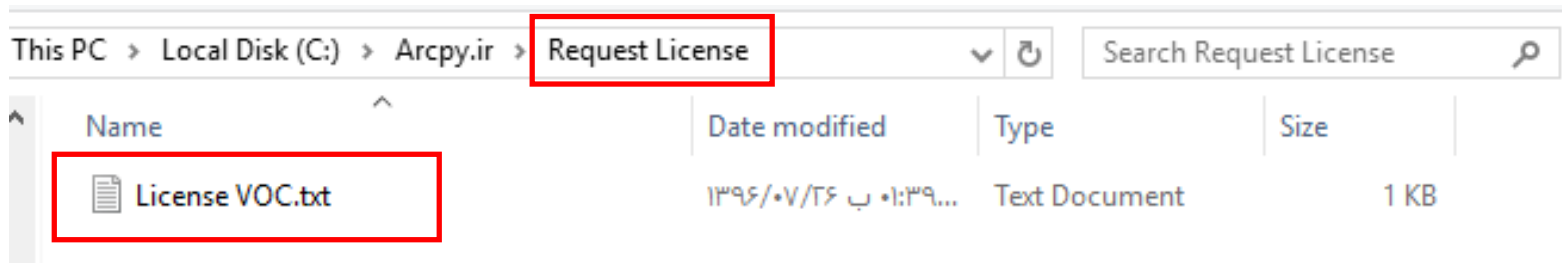 This PC > Local Disk (C:) > Arcpy.ir > Request License Search Request License
Name Date modified Type Size
License VOC.txt ۱۳۹۶/۰۷/۲۶ ب ۰۱:۳۹... Text Document 1 KB